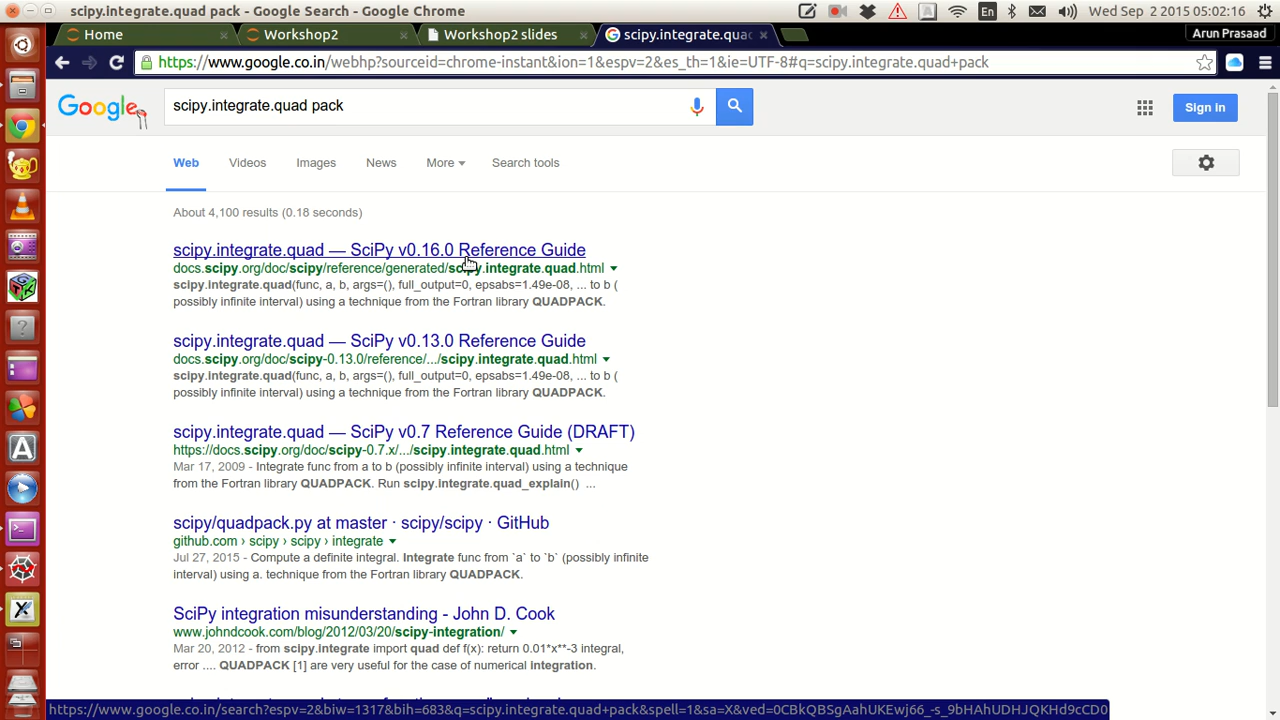 scipy.integrate.quad pack - Google Search - Google Chrome
En
Wed Sep 2 2015 05:02:16
Home
Workshop2
Workshop2 slides
scipy.integrate.quad
Arun Prasaad
https://www.google.co.in/webhp?sourceid=chrome-instant&ion=1&espv=2&es_th=1&ie=UTF-8#q=scipy.integrate.quad+pack
Google
scipy.integrate.quad pack
Sign in
Web
Videos
Images
News
More
Search tools
About 4,100 results (0.18 seconds)
scipy.integrate.quad — SciPy v0.16.0 Reference Guide
docs.scipy.org/doc/scipy/reference/generated/scipy.integrate.quad.html
scipy.integrate.quad(func, a, b, args=(), full_output=0, epsabs=1.49e-08, ... to b (
possibly infinite interval) using a technique from the Fortran library QUADPACK.
scipy.integrate.quad — SciPy v0.13.0 Reference Guide
docs.scipy.org/doc/scipy-0.13.0/reference/.../scipy.integrate.quad.html
scipy.integrate.quad(func, a, b, args=(), full_output=0, epsabs=1.49e-08, ... to b (
possibly infinite interval) using a technique from the Fortran library QUADPACK.
scipy.integrate.quad — SciPy v0.7 Reference Guide (DRAFT)
https://docs.scipy.org/doc/scipy-0.7.x/.../scipy.integrate.quad.html
Mar 17, 2009 - Integrate func from a to b (possibly infinite interval) using a technique
from the Fortran library QUADPACK. Run scipy.integrate.quad_explain() ...
scipy/quadpack.py at master · scipy/scipy · GitHub
github.com › scipy › scipy › integrate
Jul 27, 2015 - Compute a definite integral. Integrate func from `a` to `b` (possibly infinite
interval) using a. technique from the Fortran library QUADPACK.
SciPy integration misunderstanding - John D. Cook
www.johndcook.com/blog/2012/03/20/scipy-integration/
Mar 20, 2012 - from scipy.integrate import quad def f(x): return 0.01*x**-3 integral,
error .... QUADPACK [1] are very useful for the case of numerical integration.
https://www.google.co.in/search?espv=2&biw=1317&bih=683&q=scipy.integrate.quad+pack&spell=1&sa=X&ved=0CBkQBSgAahUKEwj66_-s_9bHAhUDHJQKHd9cCD0